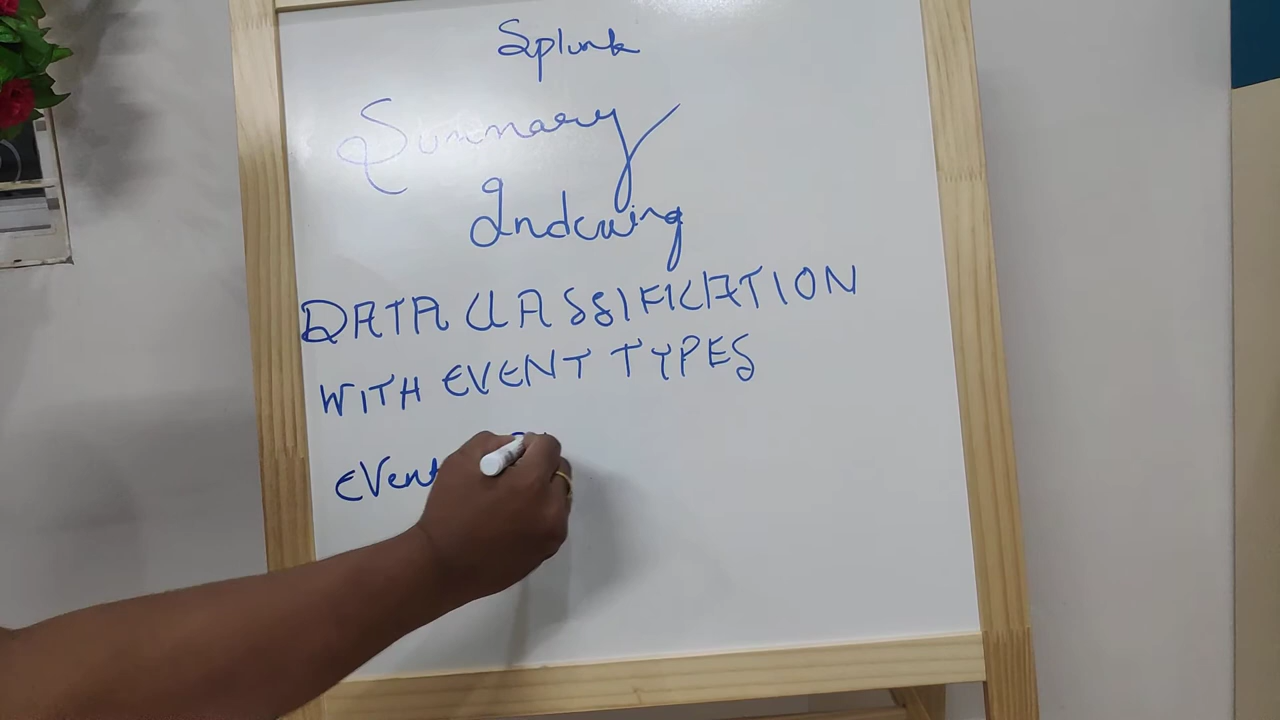 Splunk
Summary
Indexing
DATA CLASSIFICATION
WITH EVENT TYPES
Event